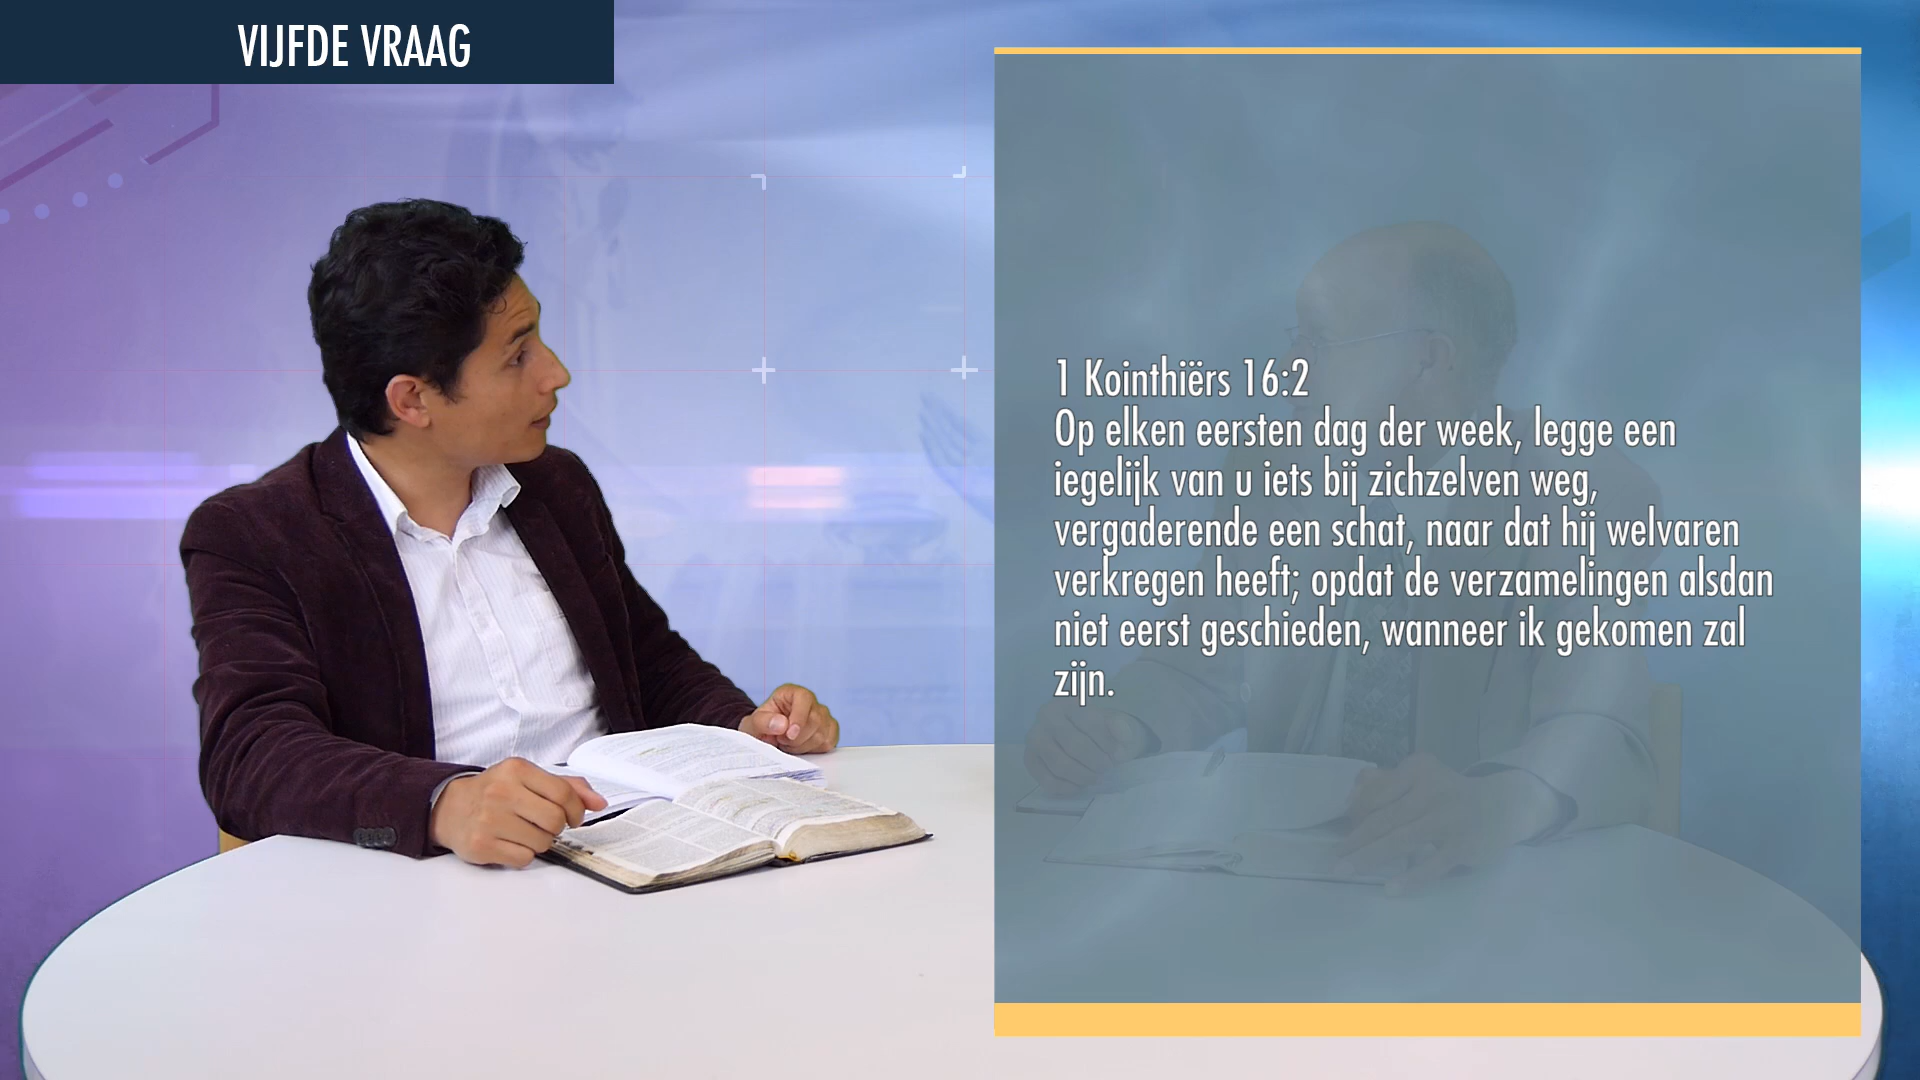 VIJFDE VRAAG
1 Kointhiërs 16:2
Op elken eersten dag der week, legge een
iegelijk van u iets bij zichzelven weg,
vergaderende een schat, naar dat hij welvaren
verkregen heeft; opdat de verzamelingen alsdan
niet eerst geschieden, wanneer ik gekomen zal
zijn.